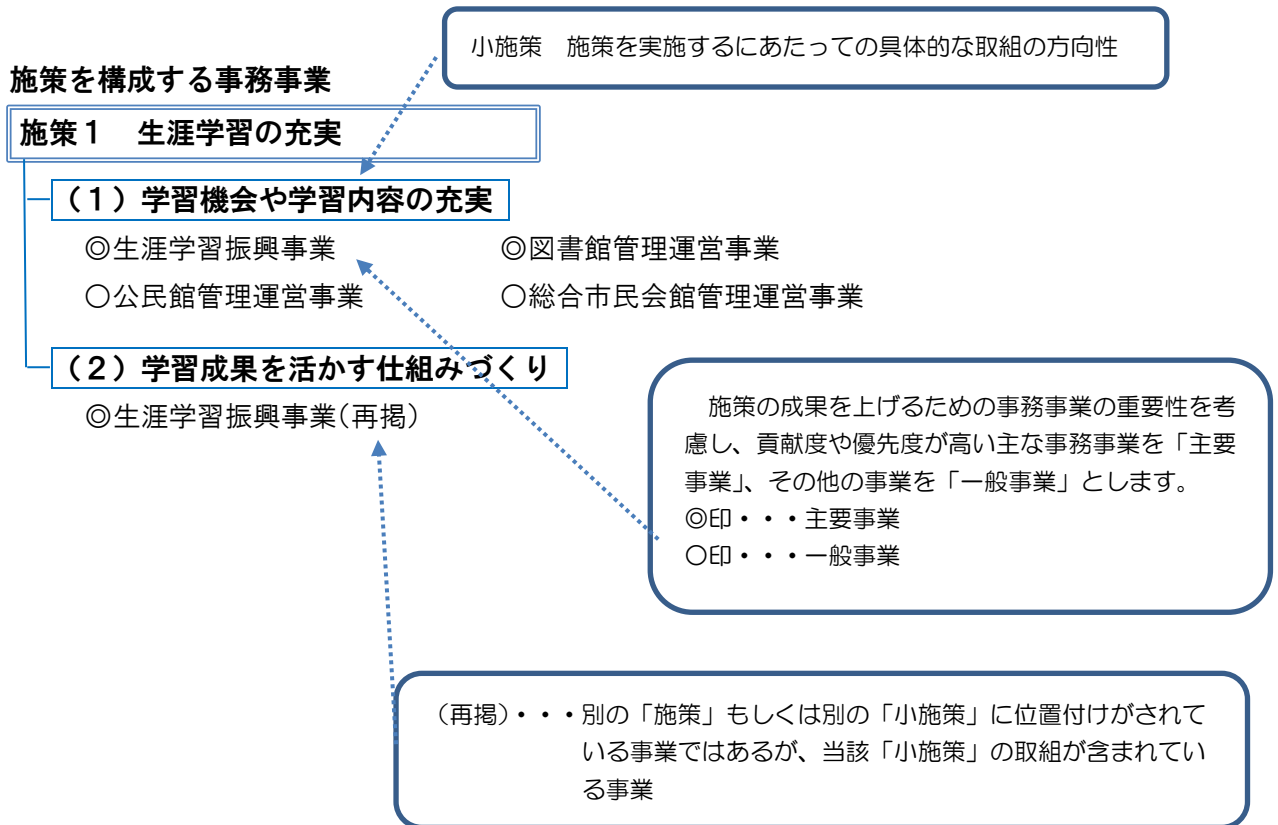 小施策　施策を実施するにあたっての具体的な取組の方向性
施策を構成する事務事業
施策１　生涯学習の充実
（１）学習機会や学習内容の充実
◎生涯学習振興事業　◎図書館管理運営事業
〇公民館管理運営事業　〇総合市民会館管理運営事業
（２）学習成果を活かす仕組みづくり
◎生涯学習振興事業(再掲)
施策の成果を上げるための事務事業の重要性を考
慮し、貢献度や優先度が高い主な事務事業を「主要
事業」、その他の事業を「一般事業」とします。
◎印・・・主要事業
〇印・・・一般事業
（再掲）・・・別の「施策」もしくは別の「小施策」に位置付けがされて
いる事業ではあるが、当該「小施策」の取組が含まれてい
る事業